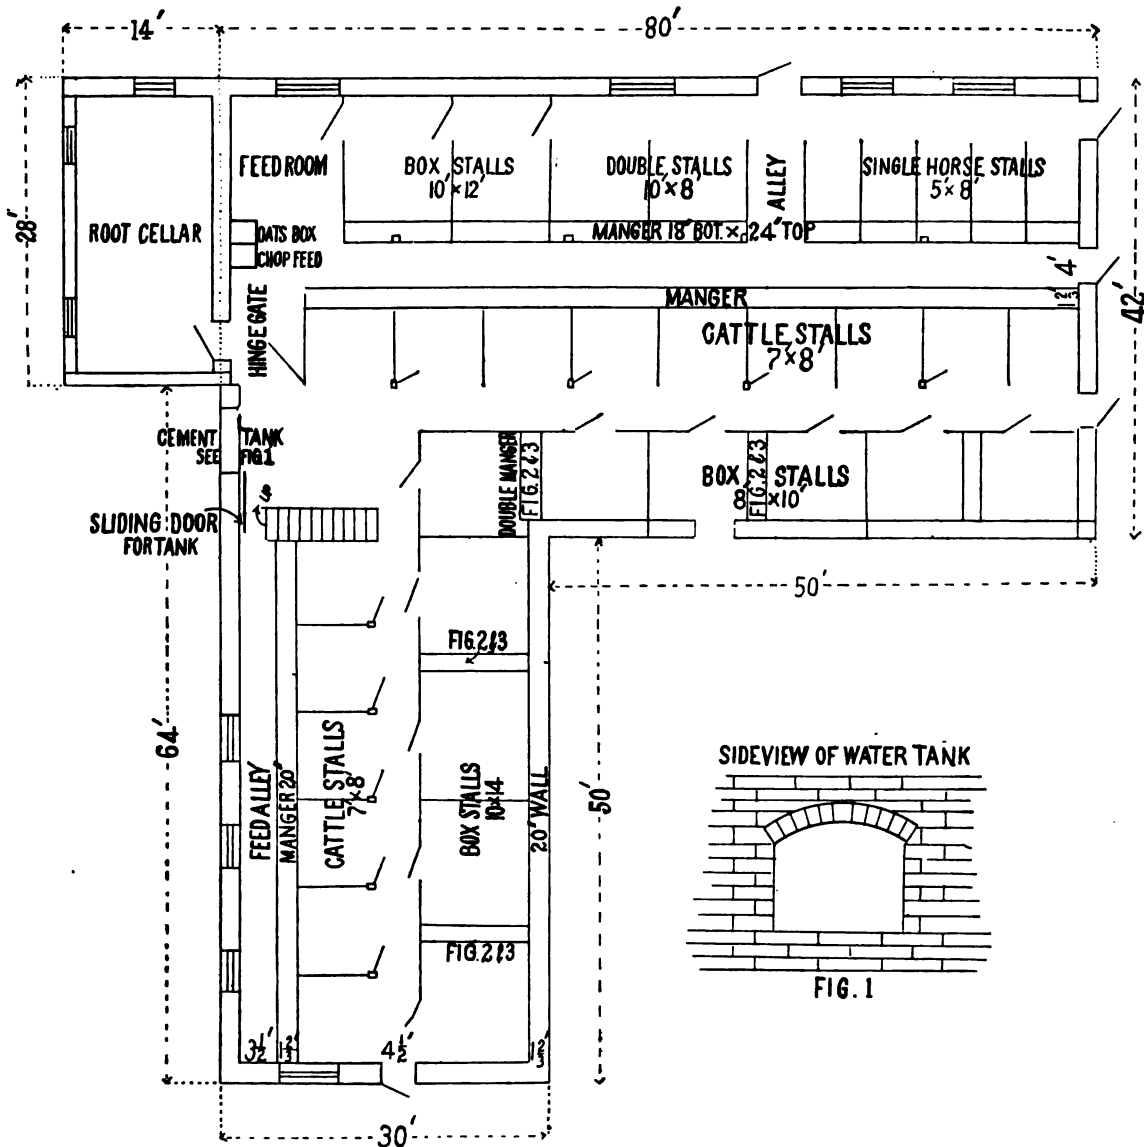 14′
80′
FEED ROOM
BOX STALLS
10′×12′
DOUBLE STALLS
10′×8′
ALLEY
SINGLE HORSE STALLS
5′×8′
28′
ROOT CELLAR
OATS BOX
CHOP FEED
MANGER 18″ BOT. × 24″ TOP
4′
42′
HINGE GATE
MANGER
1⅔′
CATTLE STALLS
7′×8′
CEMENT TANK
SEE FIG.1
DOUBLE MANGER
FIG. 2&3
BOX STALLS
8′×10′
FIG. 2&3
SLIDING DOOR
FOR TANK
50′
FIG. 2&3
64′
FEED ALLEY
MANGER 20″
CATTLE STALLS
7′×8′
BOX STALLS
10×14
20″ WALL
50′
SIDEVIEW OF WATER TANK
FIG. 1
FIG. 2&3
3½′
1⅔′
4½′
1⅔′
30′